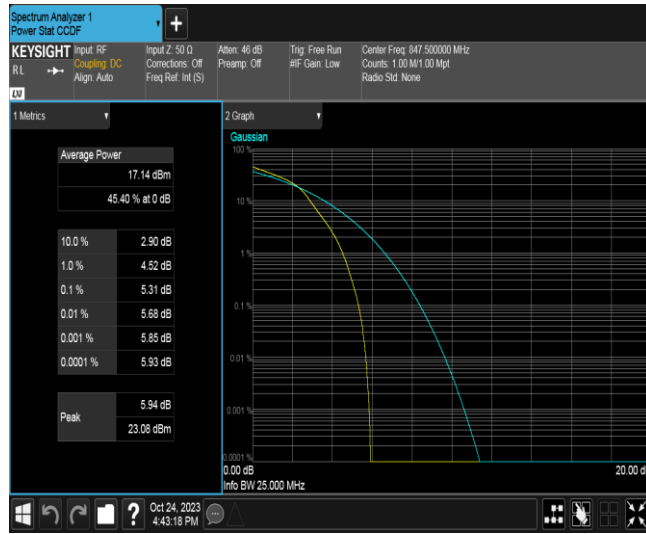 Spectrum Analyzer 1
Power Stat CCDF
+
KEYSIGHT
RL
LXI
Input: RF
Coupling: DC
Align: Auto
Input Z: 50 Ω
Corrections: Off
Freq Ref: Int (S)
Atten: 46 dB
Preamp: Off
Trig: Free Run
#IF Gain: Low
Center Freq: 847.500000 MHz
Counts: 1.00 M/1.00 Mpt
Radio Std: None
1 Metrics
Average Power
17.14 dBm
45.40 % at 0 dB
10.0 % 2.90 dB
1.0 % 4.52 dB
0.1 % 5.31 dB
0.01 % 5.68 dB
0.001 % 5.85 dB
0.0001 % 5.93 dB
Peak
5.94 dB
23.08 dBm
2 Graph
Gaussian
100 %
10 %
1 %
0.1 %
0.01 %
0.001 %
0.0001 %
0.00 dB
20.00 d
Info BW 25.000 MHz
?
Oct 24, 2023
4:43:18 PM